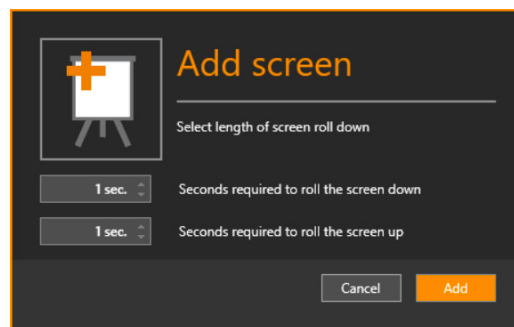 Add screen
Select length of screen roll down
1 sec. Seconds required to roll the screen down
1 sec. Seconds required to roll the screen up
Cancel Add